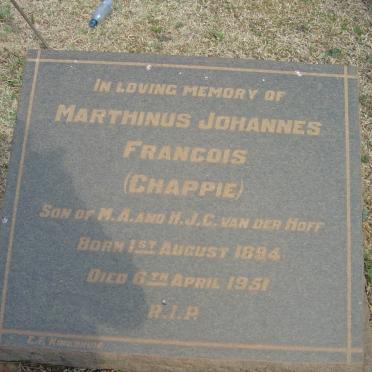 IN LOVING MEMORY OF
MARTHINUS JOHANNES
FRANCOIS
(CHAPPIE)
SON OF M.A. AND H.J.C. VAN DER HOFF
BORN 1ST AUGUST 1894
DIED 6TH APRIL 1951
R.I.P.